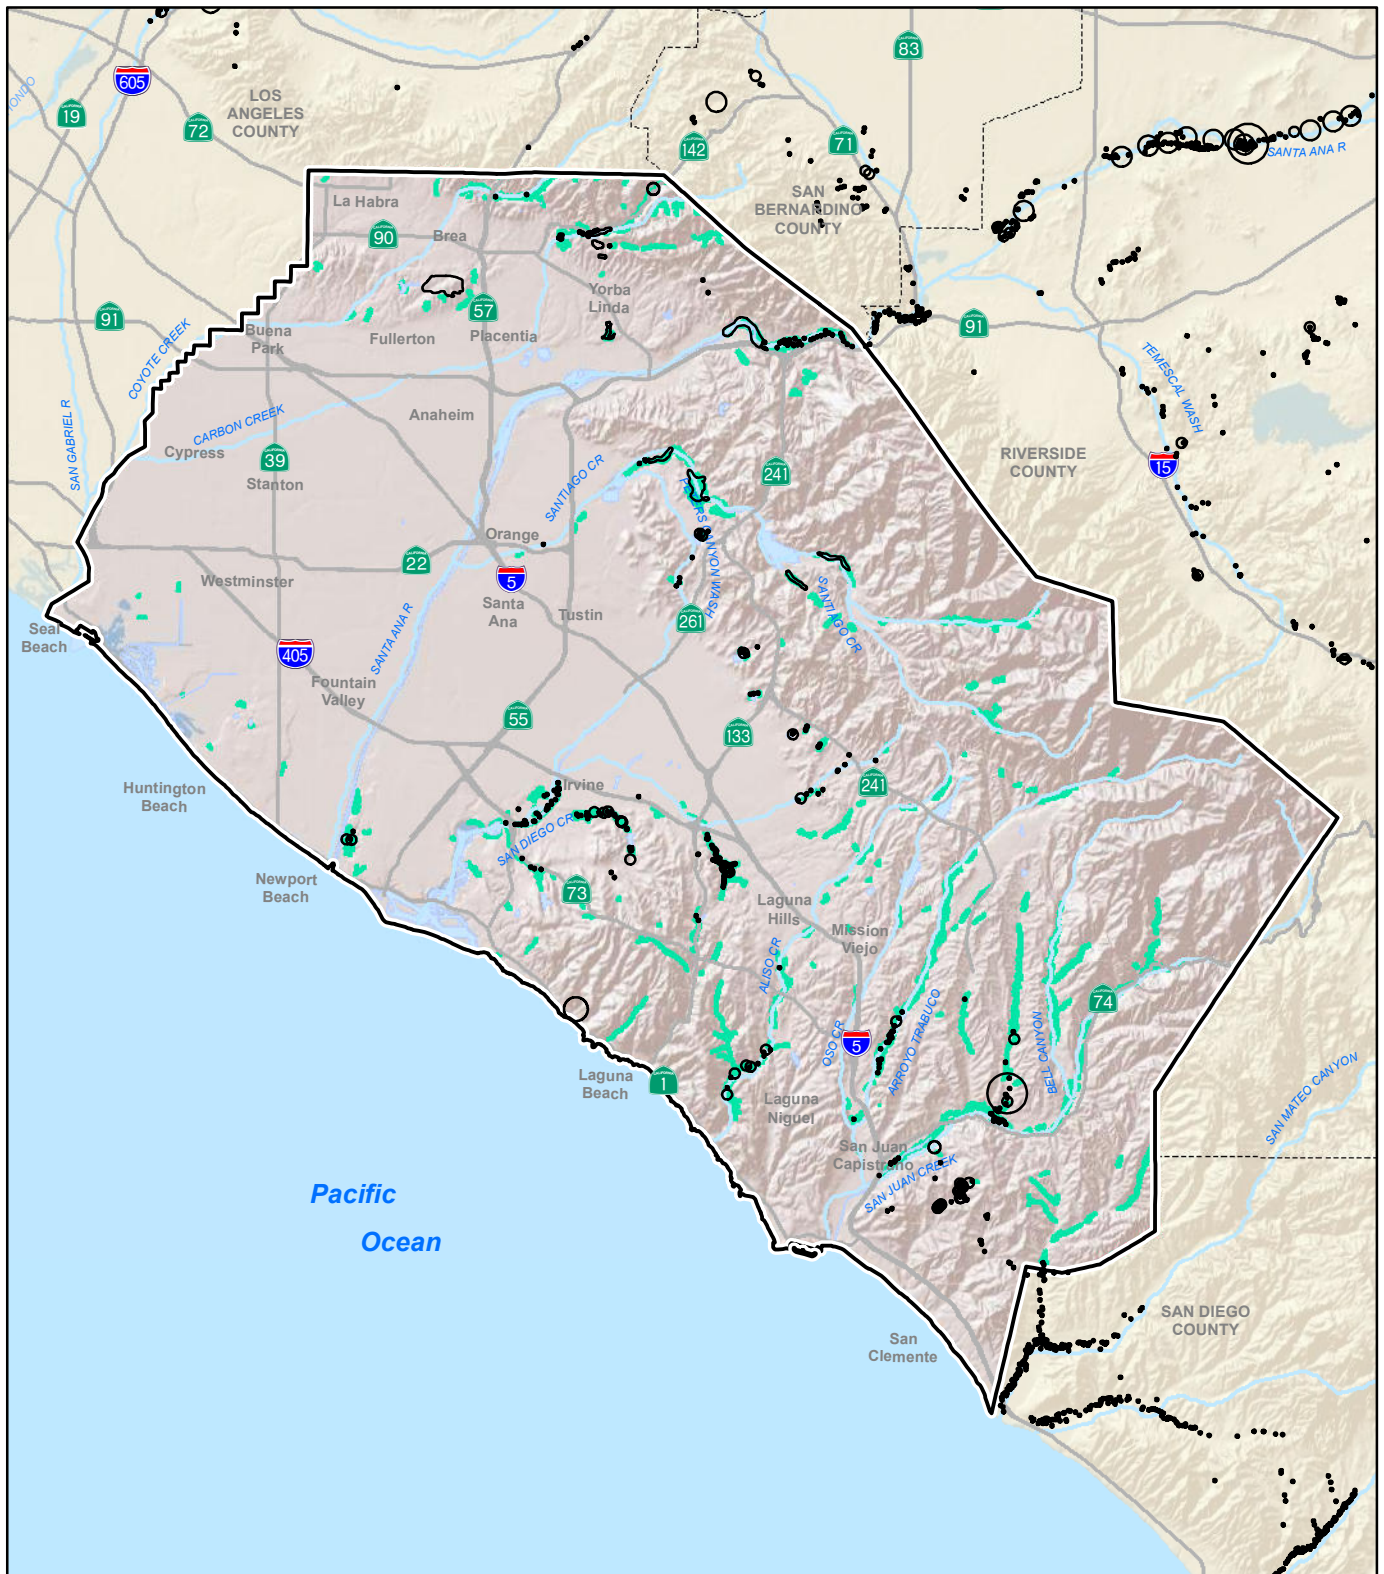 83
605
LOS
ANGELES
COUNTY
19
72
142
71
HONDO
SANTA ANA R
SAN
BERNARDINO
COUNTY
La Habra
90
Brea
57
Yorba
Linda
91
Buena
Park
Fullerton
Placentia
91
COYOTE CREEK
TEMESCAL WASH
SAN GABRIEL R
CARBON CREEK
Anaheim
Cypress
39
Stanton
241
RIVERSIDE
COUNTY
15
SANTIAGO CR
PETERS CANYON WASH
Orange
22
5
Westminster
Santa
Ana
Tustin
261
S SANTIAGO CR
Seal
Beach
405
SANTA ANA R
Fountain
Valley
55
133
Huntington
Beach
Irvine
241
SAN DIEGO CR
Newport
Beach
73
Laguna
Hills
Mission
Viejo
ALISO CR
74
OSO CR
5
ARROYO TRABUCO
BELL CANYON
Laguna
Beach
1
Laguna
Niguel
SAN MATEO CANYON
San Juan
Capistrano
SAN JUAN CREEK
Pacific
Ocean
SAN DIEGO
COUNTY
San
Clemente